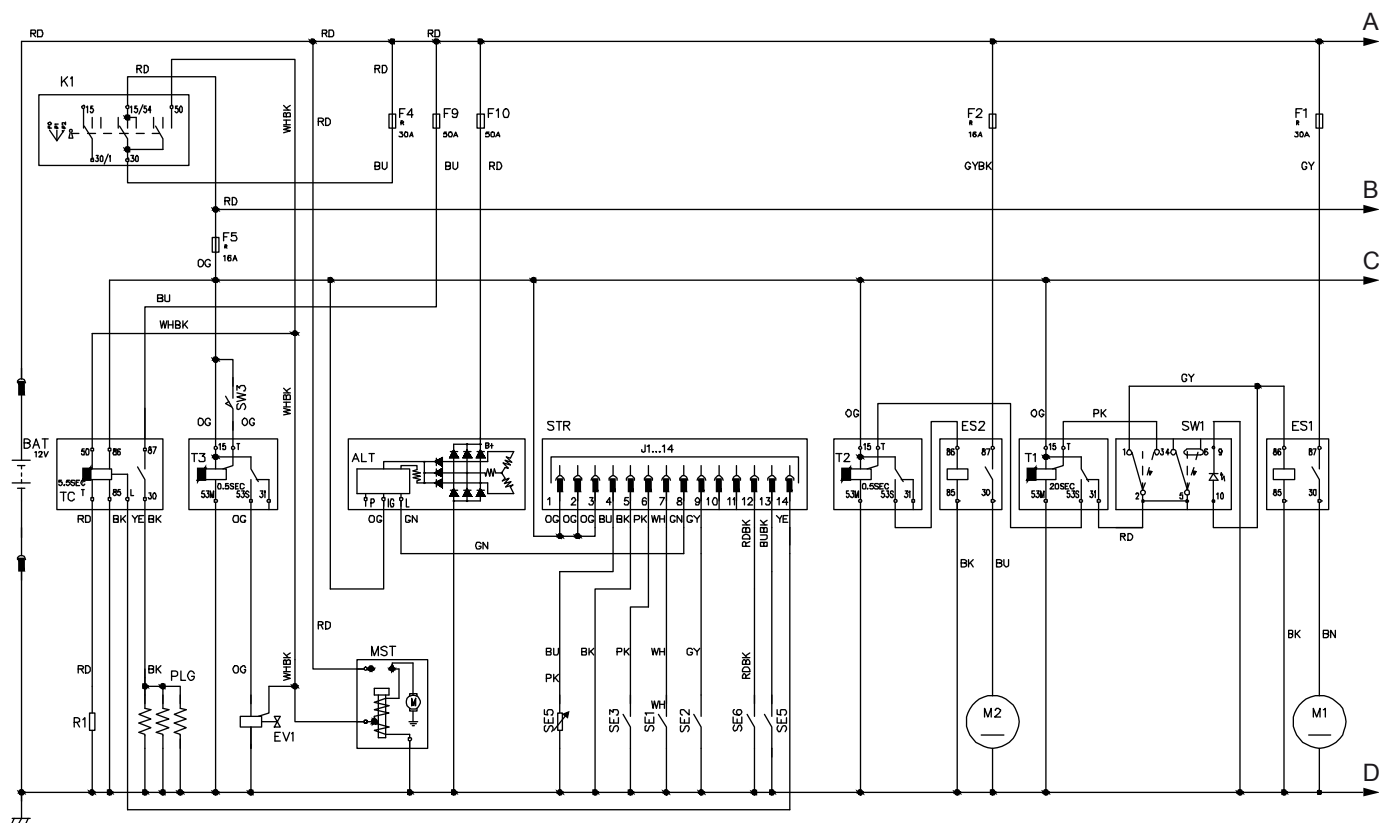 A
RD RD RD RD
RD RD
K1 WHBK RD
15 15/54 50
F4 F9 F10 F2 F1
R R R
30A 50A 50A 16A 30A
30/1 30
BU BU RD GYBK GY
RD
B
F5
R
16A
OG
C
BU
WHBK
SW3
WHBK
GY
OG OG OG OG PK
BAT
12V
50 86 87
5.5SEC
TC
T 85 L 30
15 T
T3
0.5SEC
53M 53S 31
ALT
B+
P IG L
STR
J1...14
1 2 3 4 5 6 7 8 9 10 11 12 13 14
15 T
T2
0.5SEC
53M 53S 31
ES2
86 87
85 30
15 T
T1
20SEC
53M 53S 31
SW1
1 3 4 6 9
2 5 10
ES1
86 87
85 30
RD BK YE BK OG OG GN
OG OG OG BU BK PK WH GN GY RDBK BUBK YE
RD
GN
BK BU
RD
BK BN
RD BK OG WHBK
MST
BU BK PK WH GY RDBK
PK
PLG
M
WH
R1
EV1
SE5 SE3 SE1 SE2 SE6 SE5
M2 M1
D